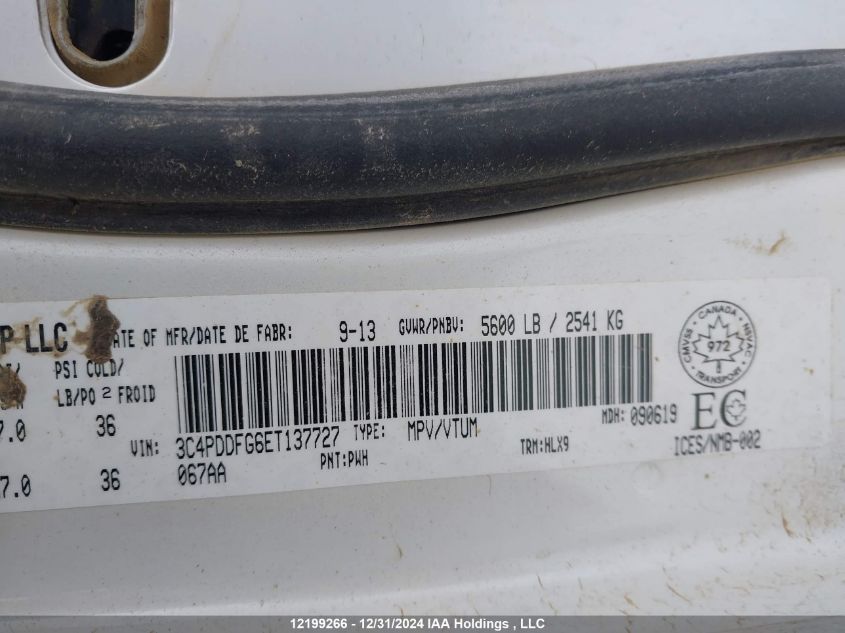 P LLC
DATE OF MFR/DATE DE FABR: 9-13 GVWR/PNBV: 5600 LB / 2541 KG
PSI COLD/
LB/PO 2 FROID
7.0 36
VIN: 3C4PDDFG6ET137727 TYPE: MPV/VTUM MDH: 090619
PNT:PWH TRM:HLX9 ICES/NMB-002
7.0 36 067AA
CANADA
CMVSS NSVAC
972
TRANSPORT
EC
12199266 - 12/31/2024 IAA Holdings , LLC